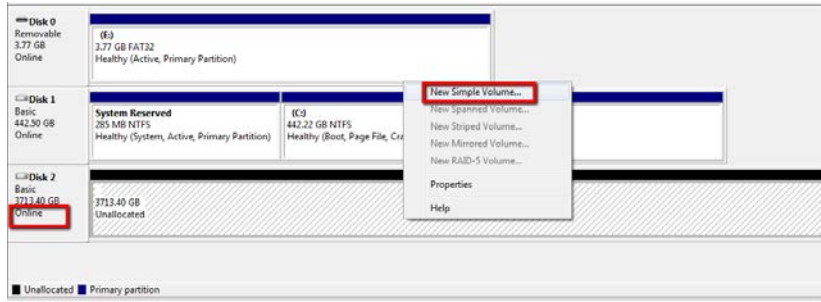 Disk 0
Removable
3.77 GB
Online
(E:)
3.77 GB FAT32
Healthy (Active, Primary Partition)
Disk 1
Basic
442.50 GB
Online
System Reserved
285 MB NTFS
Healthy (System, Active, Primary Partition)
(C:)
442.22 GB NTFS
Healthy (Boot, Page File, Cra
New Simple Volume...
New Spanned Volume...
New Striped Volume...
New Mirrored Volume...
New RAID-5 Volume...
Properties
Help
Disk 2
Basic
3713.40 GB
Online
3713.40 GB
Unallocated
Unallocated Primary partition